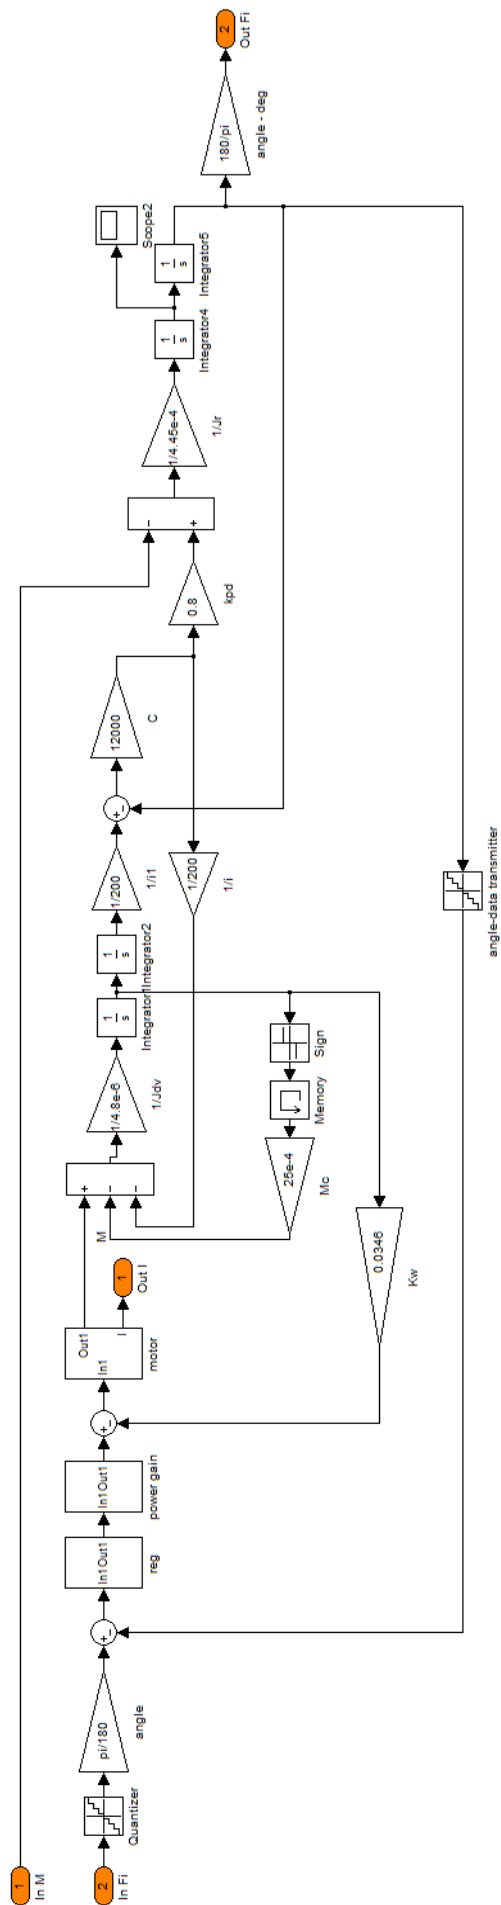 1
In M
2
In Fi
Quantizer
pi/180
angle
+
-
In1
Out1
reg
In1
Out1
power gain
+
-
In1
Out1
I
motor
1
Out I
M
+
-
-
1/4.8e-6
1/Jdv
1
s
Integrator1
1
s
Integrator2
1/200
1/i1
+
-
12000
C
1/200
1/i
Sign
Memory
25e-4
Mc
0.0346
Kw
0.8
kpd
-
+
1/4.45e-4
1/Jr
1
s
Integrator4
1
s
Integrator5
Scope2
180/pi
angle - deg
2
Out Fi
angle-data transmitter